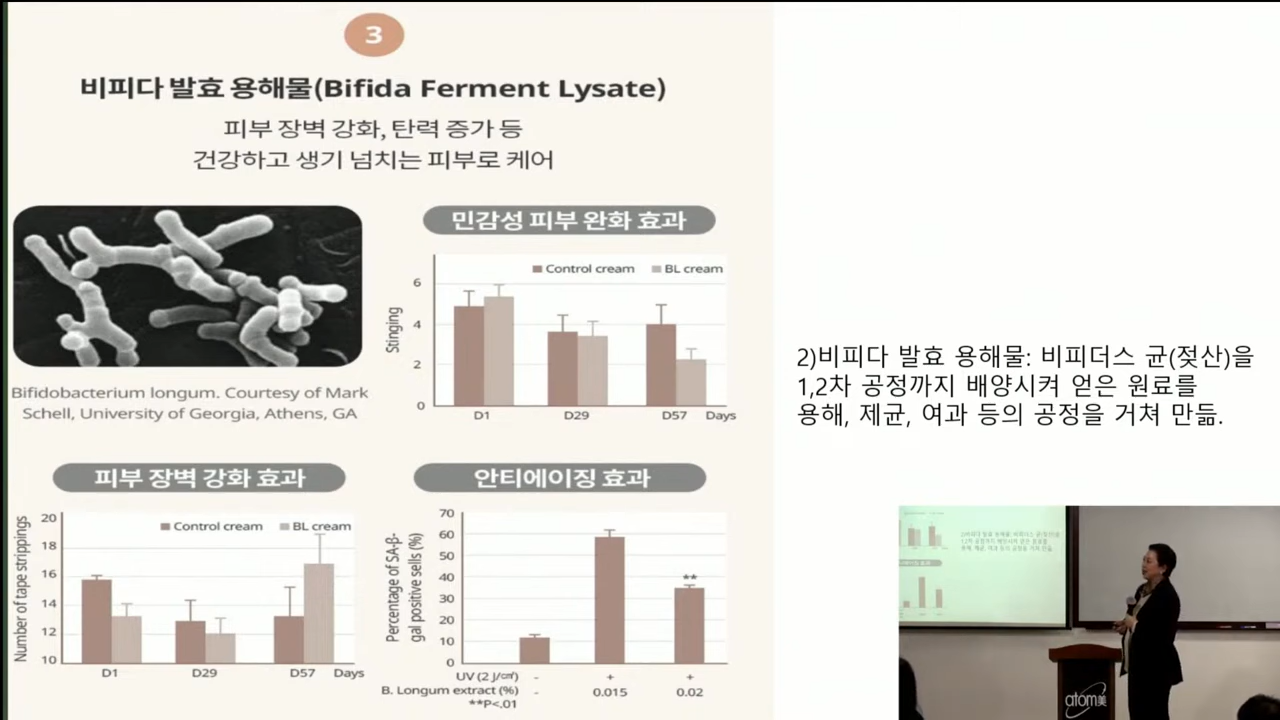 3
비피다 발효 용해물(Bifida Ferment Lysate)
피부 장벽 강화, 탄력 증가 등
건강하고 생기 넘치는 피부로 케어
Bifidobacterium longum. Courtesy of Mark
Schell, University of Georgia, Athens, GA
민감성 피부 완화 효과
Control cream BL cream
Stinging
6
4
2
0
D1 D29 D57 Days
피부 장벽 강화 효과
Control cream BL cream
Number of tape strippings
20
18
16
14
12
10
D1 D29 D57 Days
안티에이징 효과
Percentage of SA-β-
gal positive sells (%)
70
60
50
40
30
20
10
0
**
UV (2 J/㎠) - + +
B. Longum extract (%) - 0.015 0.02
**P<.01
2)비피다 발효 용해물: 비피더스 균(젖산)을
1,2차 공정까지 배양시켜 얻은 원료를
용해, 제균, 여과 등의 공정을 거쳐 만듦.
atom美